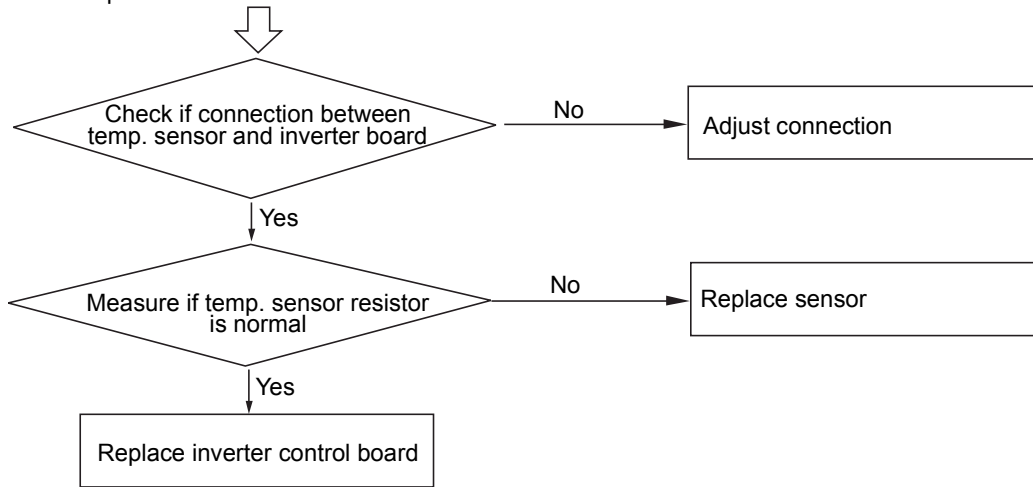 Check if connection between
temp. sensor and inverter board
No
Adjust connection
Yes
Measure if temp. sensor resistor
is normal
No
Replace sensor
Yes
Replace inverter control board